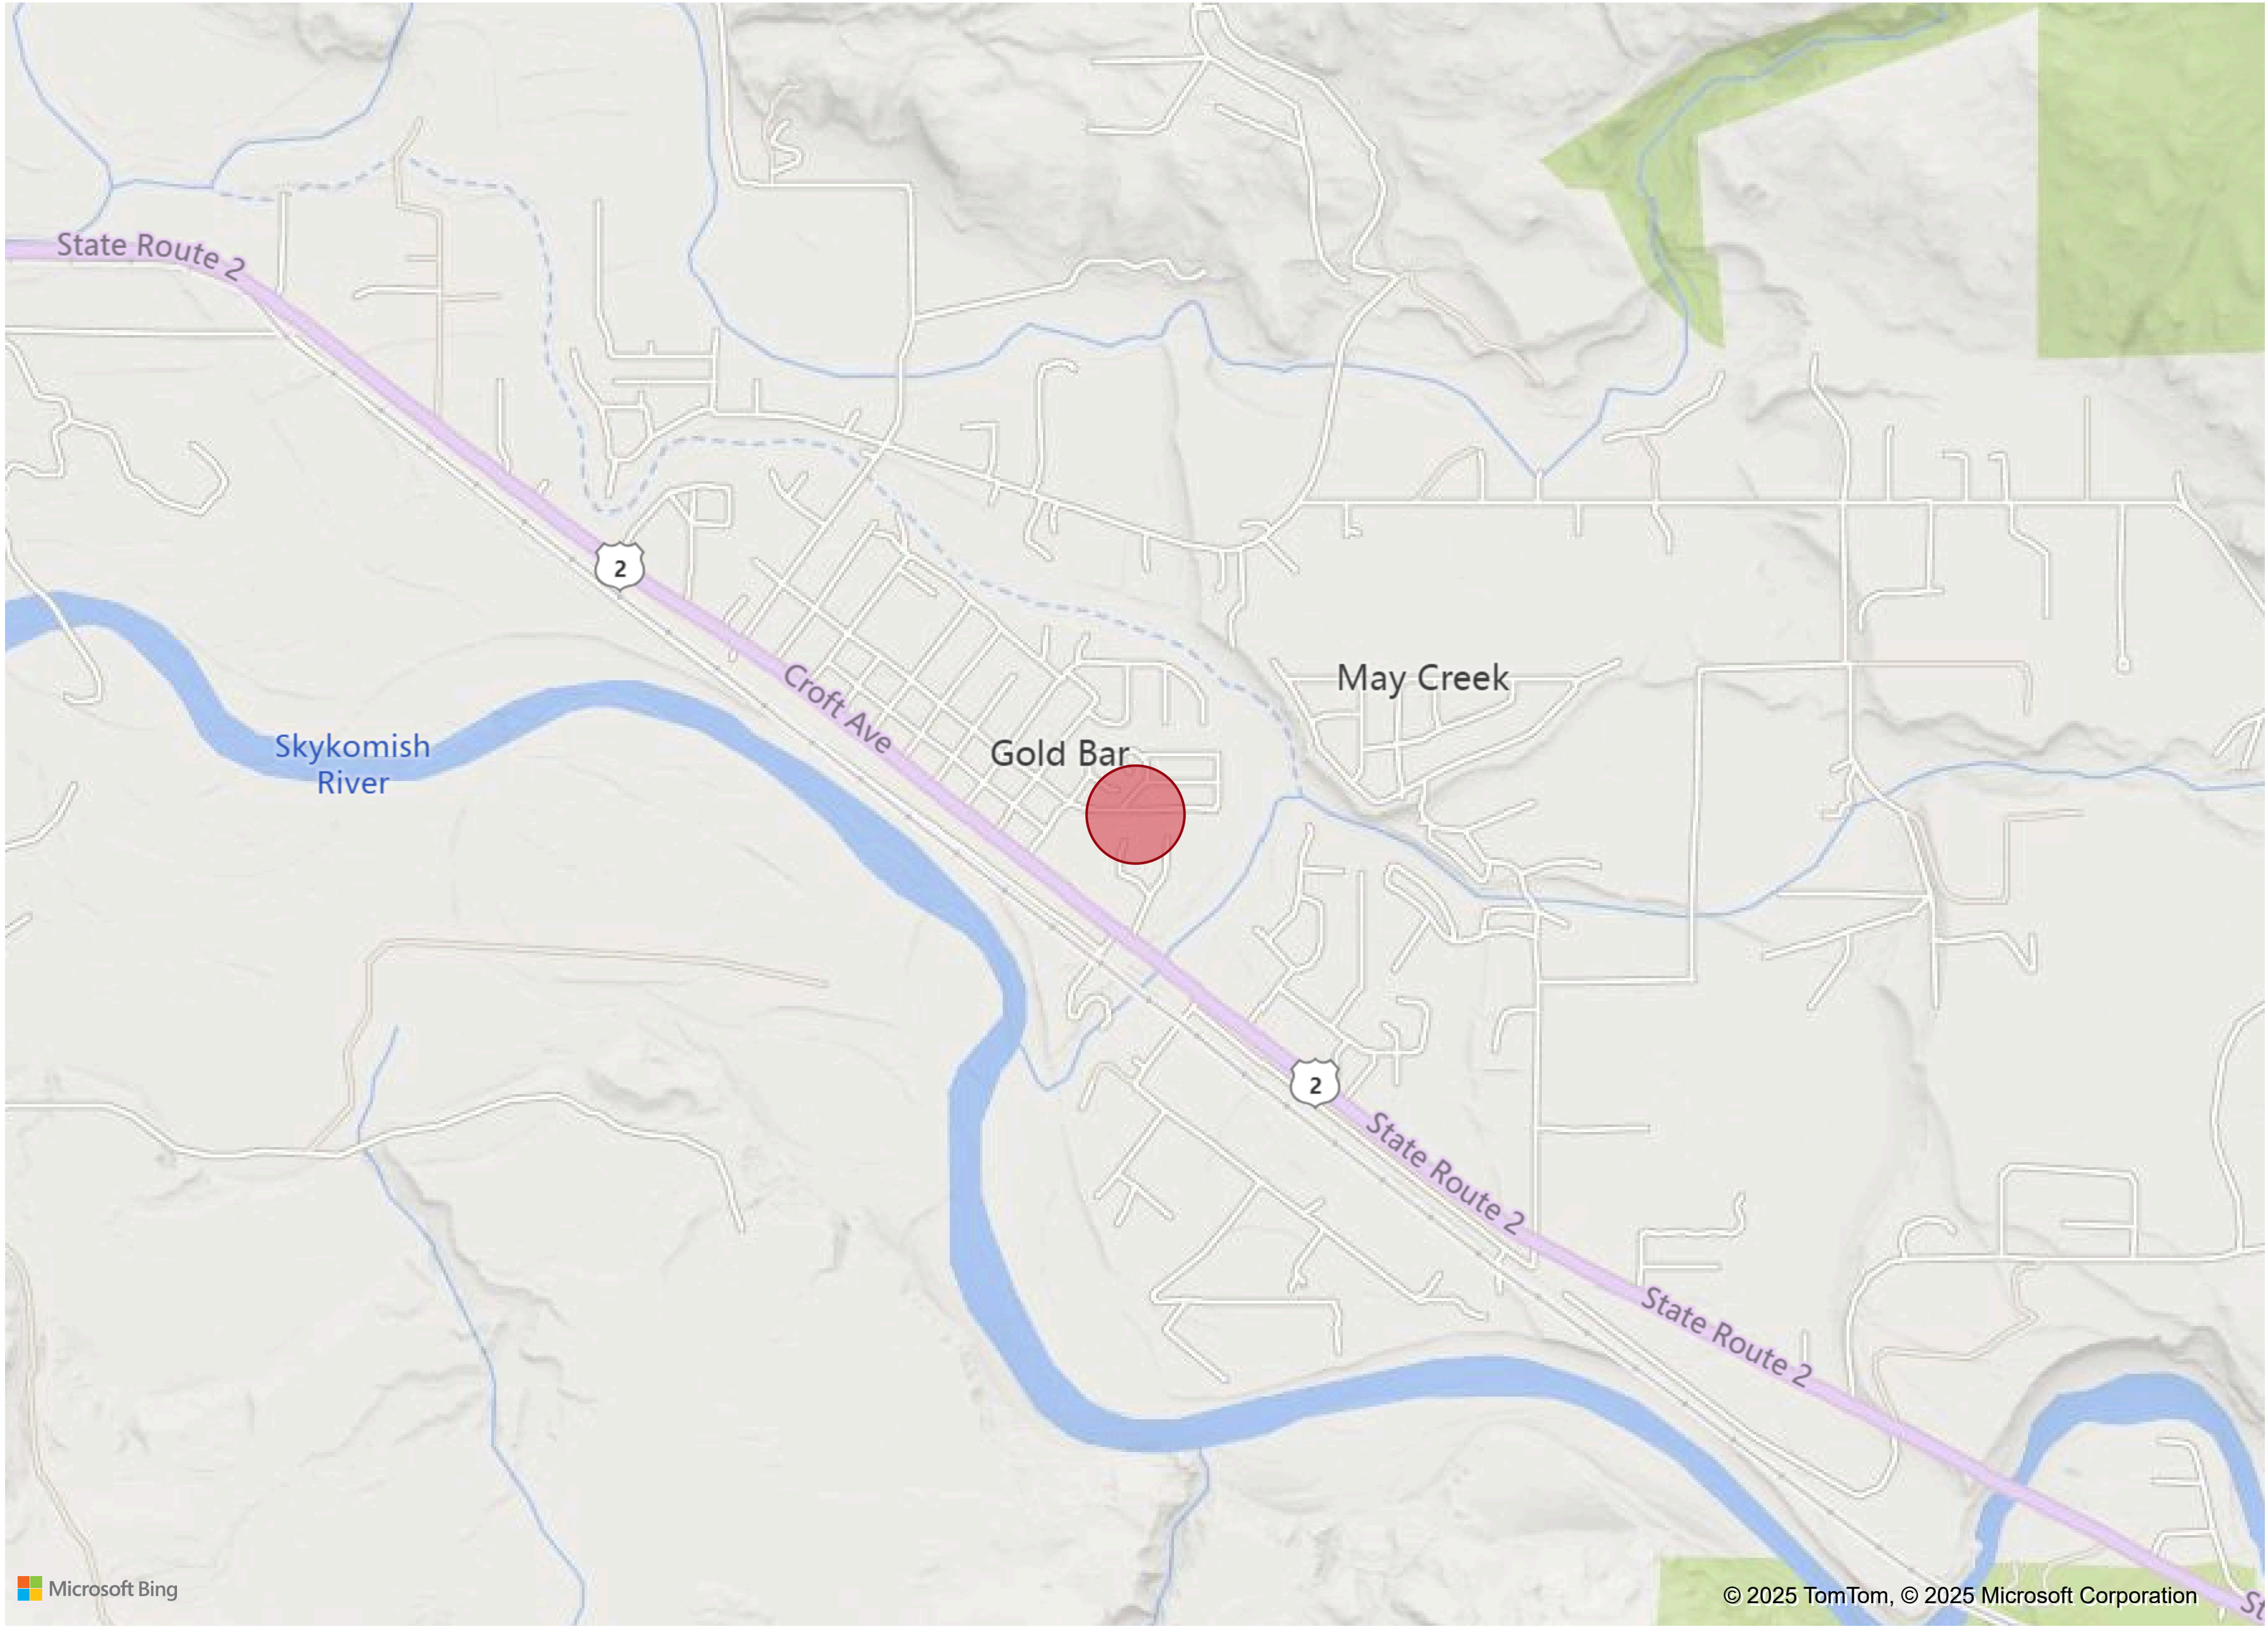 State Route 2
2
Croft Ave
May Creek
Skykomish
River
Gold Bar
2
State Route 2
State Route 2
Microsoft Bing
© 2025 TomTom, © 2025 Microsoft Corporation
St